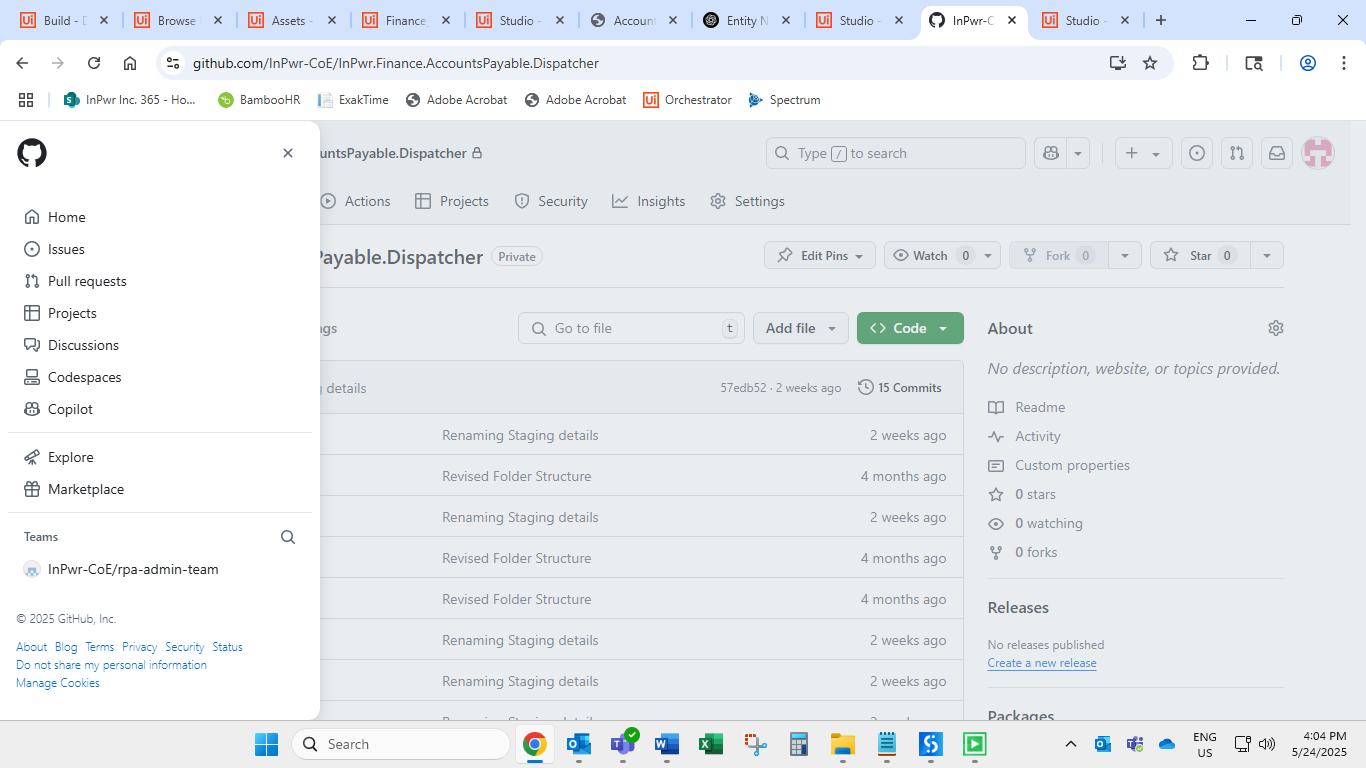 Build - D
Browse
Assets -
Finance_
Studio -
Account
Entity N
Studio -
InPwr-C
Studio -
github.com/InPwr-CoE/InPwr.Finance.AccountsPayable.Dispatcher
InPwr Inc. 365 - Ho...
BambooHR
ExakTime
Adobe Acrobat
Adobe Acrobat
Orchestrator
Spectrum
untsPayable.Dispatcher
Type / to search
Home
Issues
Pull requests
Projects
Discussions
Codespaces
Copilot
Explore
Marketplace
Teams
InPwr-CoE/rpa-admin-team
© 2025 GitHub, Inc.
About Blog Terms Privacy Security Status
Do not share my personal information
Manage Cookies
Actions
Projects
Security
Insights
Settings
Payable.Dispatcher
Private
Edit Pins
Watch 0
Fork 0
Star 0
ags
Go to file
t
Add file
Code
g details
57edb52 · 2 weeks ago
15 Commits
Renaming Staging details 2 weeks ago
Revised Folder Structure 4 months ago
Renaming Staging details 2 weeks ago
Revised Folder Structure 4 months ago
Revised Folder Structure 4 months ago
Renaming Staging details 2 weeks ago
Renaming Staging details 2 weeks ago
About
No description, website, or topics provided.
Readme
Activity
Custom properties
0 stars
0 watching
0 forks
Releases
No releases published
Create a new release
Packages
Search
ENG
US
4:04 PM
5/24/2025